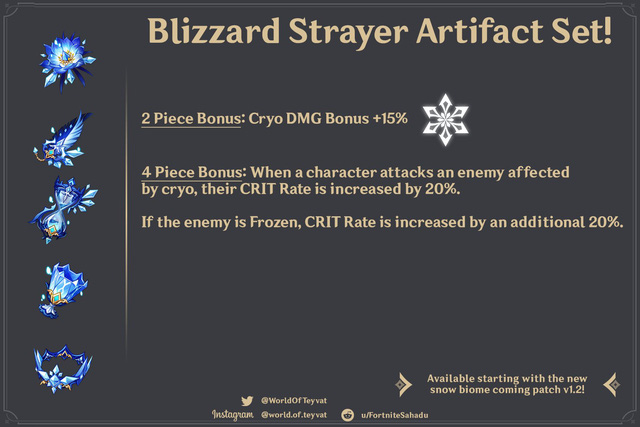 Blizzard Strayer Artifact Set!
2 Piece Bonus: Cryo DMG Bonus +15%
4 Piece Bonus: When a character attacks an enemy affected
by cryo, their CRIT Rate is increased by 20%.
If the enemy is Frozen, CRIT Rate is increased by an additional 20%.
Available starting with the new
snow biome coming patch v1.2!
@WorldOfTeyvat
Instagram @world.of.teyvat u/FortniteSahadu